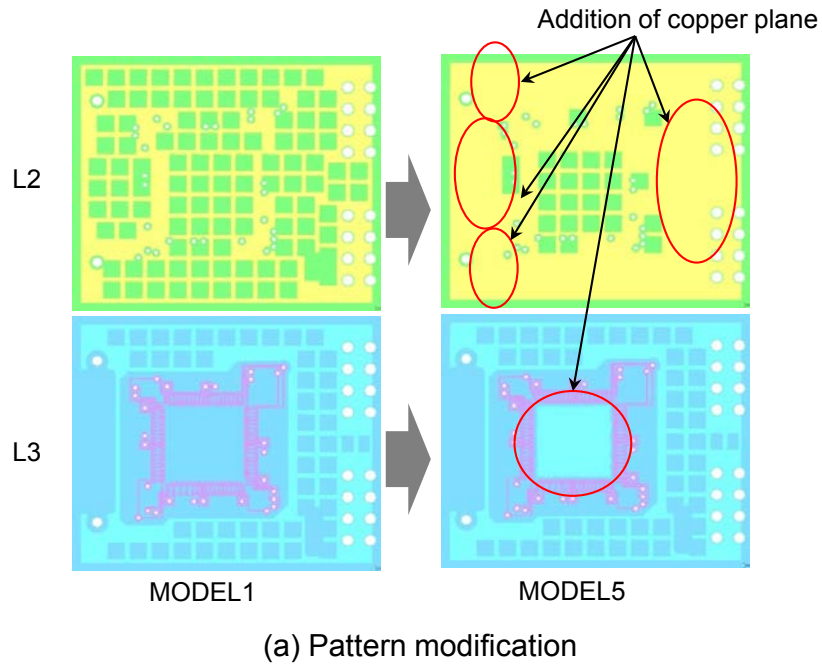 Addition of copper plane
L2
L3
MODEL1
MODEL5
(a) Pattern modification